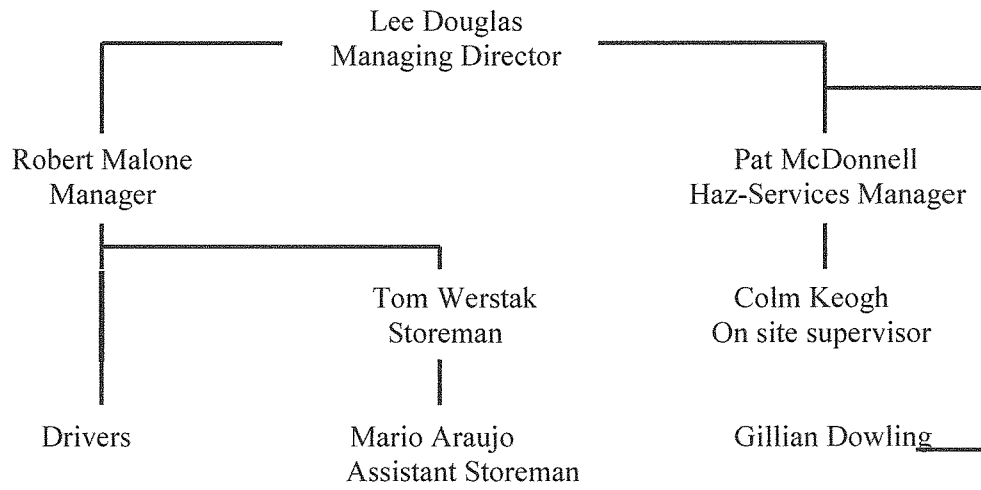 Lee Douglas
Managing Director
Robert Malone
Manager
Pat McDonnell
Haz-Services Manager
Tom Werstak
Storeman
Colm Keogh
On site supervisor
Drivers
Mario Araujo
Assistant Storeman
Gillian Dowling